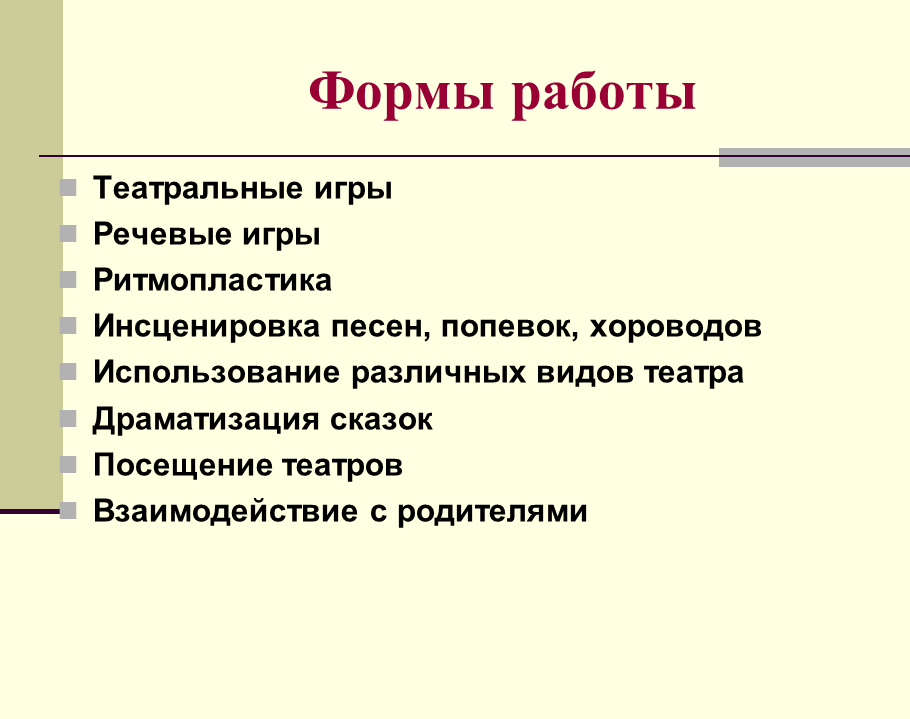 Формы работы
Театральные игры
Речевые игры
Ритмопластика
Инсценировка песен, попевок, хороводов
Использование различных видов театра
Драматизация сказок
Посещение театров
Взаимодействие с родителями